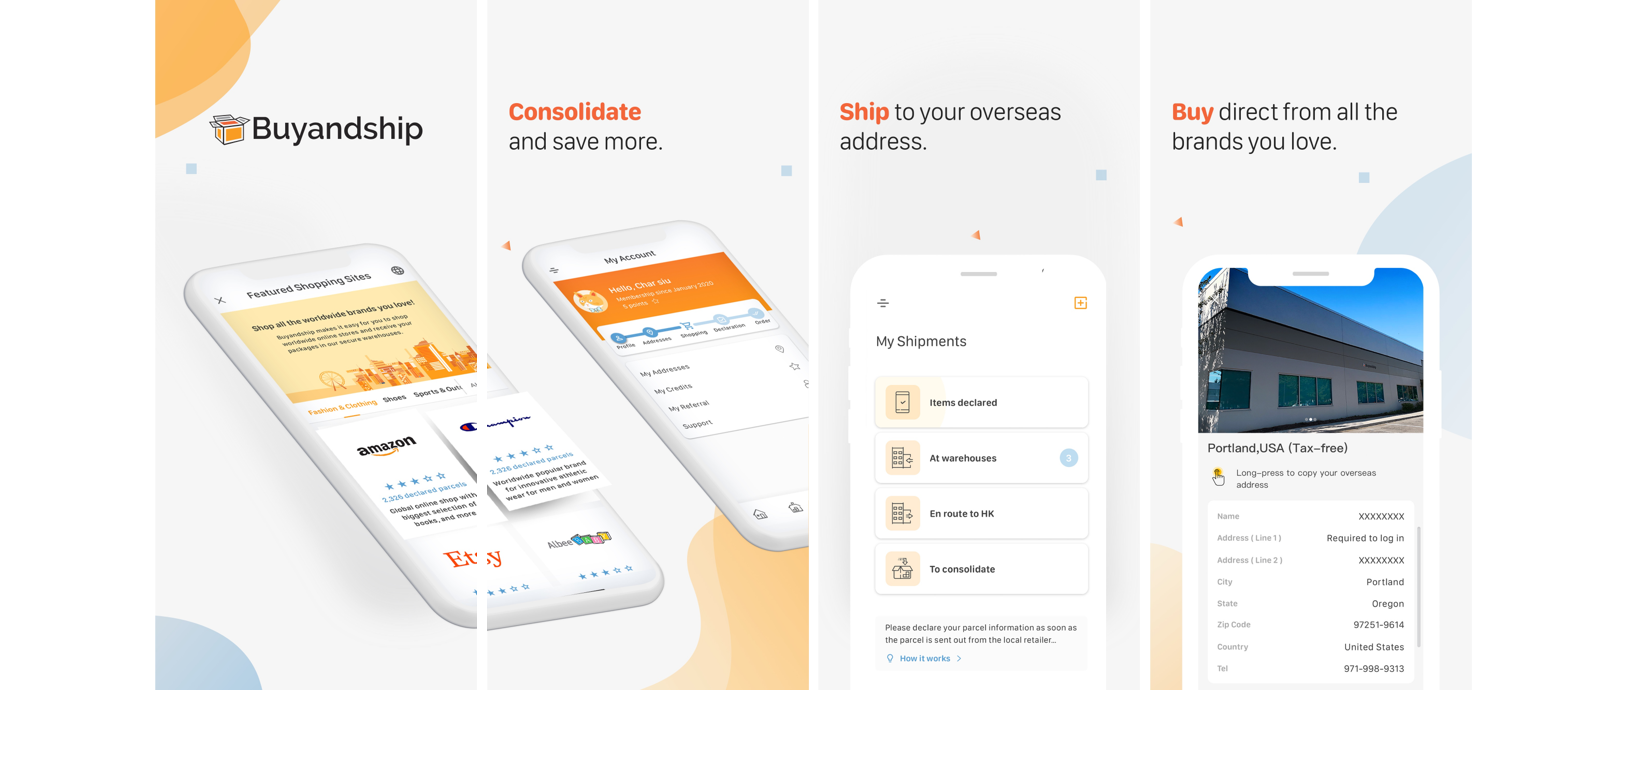 Buyandship
Featured Shopping Sites
Shop all the worldwide brands you love!
Buyandship makes it easy for you to shop
worldwide online stores and receive your
packages in our secure warehouse.
Fashion & Clothing Shoes Sports & Out
amazon
2,326 declared parcels
Global online shop with
biggest selection of
books, and more
Etsy
Consolidate
and save more.
My Account
Hello, Char siu
Membership since January 2020
5 points
Profile Addresses Shopping Declaration Order
My Addresses
My Credits
My Referral
Support
Champion
2,326 declared parcels
Worldwide popular brand
for innovative athletic
wear for men and women
Albee
Ship to your overseas
address.
My Shipments
Items declared
At warehouses 3
En route to HK
To consolidate
Please declare your parcel information as soon as
the parcel is sent out from the local retailer...
How it works
Buy direct from all the
brands you love.
Portland,USA (Tax-free)
Long-press to copy your overseas
address
Name XXXXXXXX
Address ( Line 1 ) Required to log in
Address ( Line 2 ) XXXXXXXX
City Portland
State Oregon
Zip Code 97251-9614
Country United States
Tel 971-998-9313